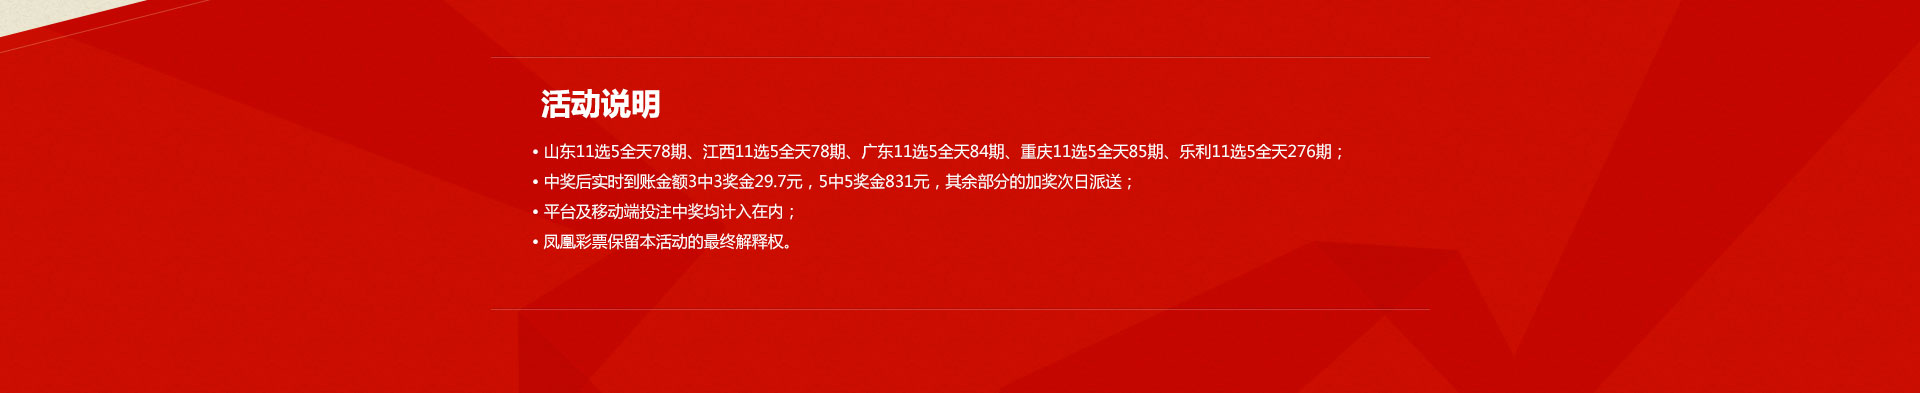 活动说明
• 山东11选5全天78期、江西11选5全天78期、广东11选5全天84期、重庆11选5全天85期、乐利11选5全天276期；
• 中奖后实时到账金额3中3奖金29.7元，5中5奖金831元，其余部分的加奖次日派送；
• 平台及移动端投注中奖均计入在内；
• 凤凰彩票保留本活动的最终解释权。